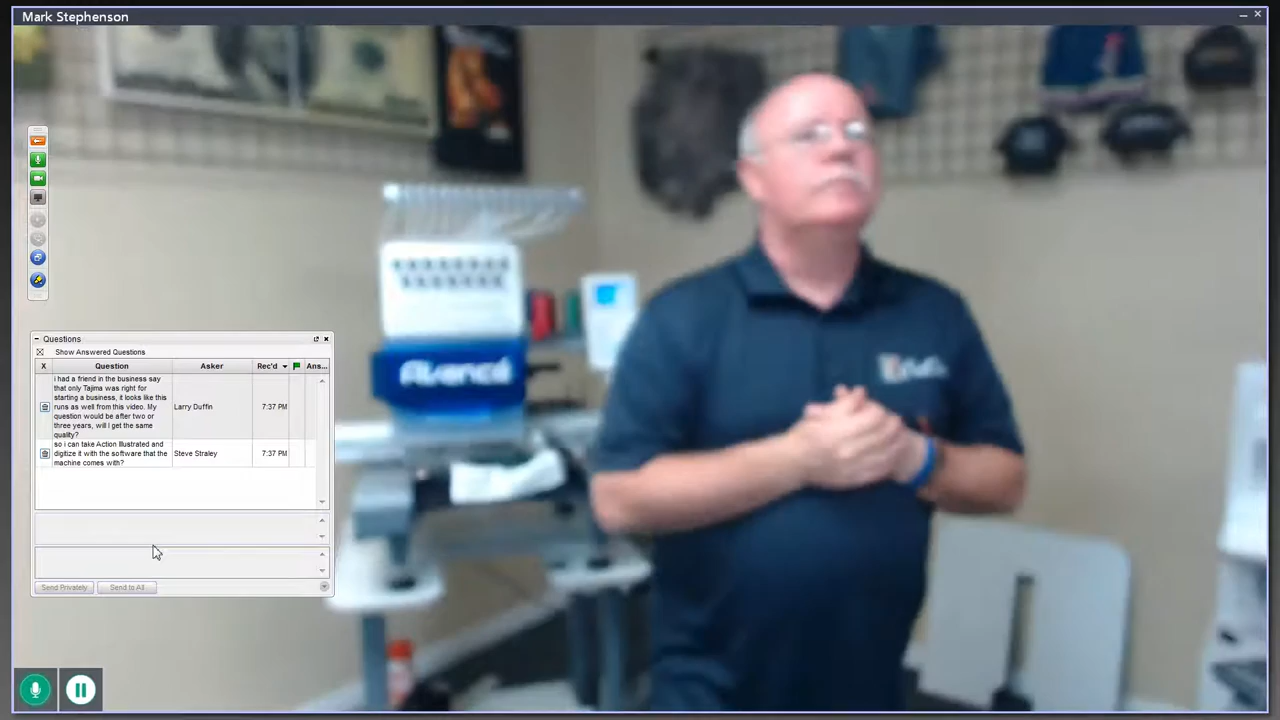 Mark Stephenson
Avancé
Questions
Show Answered Questions
X Question Asker Rec'd Ans...
i had a friend in the business say
that only Tajima was right for
starting a business, it looks like this
runs as well from this video. My
question would be after two or
three years, will I get the same
quality?
Larry Duffin 7:37 PM
so i can take Action Illustrated and
digitize it with the software that the
machine comes with?
Steve Straley 7:37 PM
Send Privately Send to All